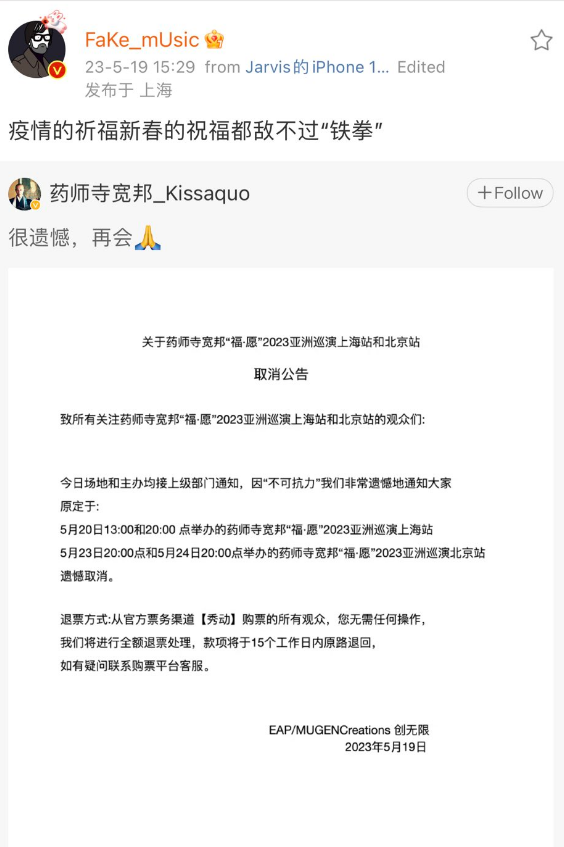 FaKe_mUsic
23-5-19 15:29 from Jarvis的iPhone 1... Edited
发布于 上海
疫情的祈福新春的祝福都敌不过“铁拳”
药师寺宽邦_Kissaquo
+Follow
很遗憾，再会🙏
关于药师寺宽邦“福·愿”2023亚洲巡演上海站和北京站
取消公告
致所有关注药师寺宽邦“福·愿”2023亚洲巡演上海站和北京站的观众们:
今日场地和主办均接上级部门通知，因“不可抗力”我们非常遗憾地通知大家
原定于:
5月20日13:00和20:00 点举办的药师寺宽邦“福·愿”2023亚洲巡演上海站
5月23日20:00点和5月24日20:00点举办的药师寺宽邦“福·愿”2023亚洲巡演北京站
遗憾取消。
退票方式:从官方票务渠道【秀动】购票的所有观众，您无需任何操作，
我们将进行全额退票处理，款项将于15个工作日内原路退回，
如有疑问联系购票平台客服。
EAP/MUGENCreations 创无限
2023年5月19日